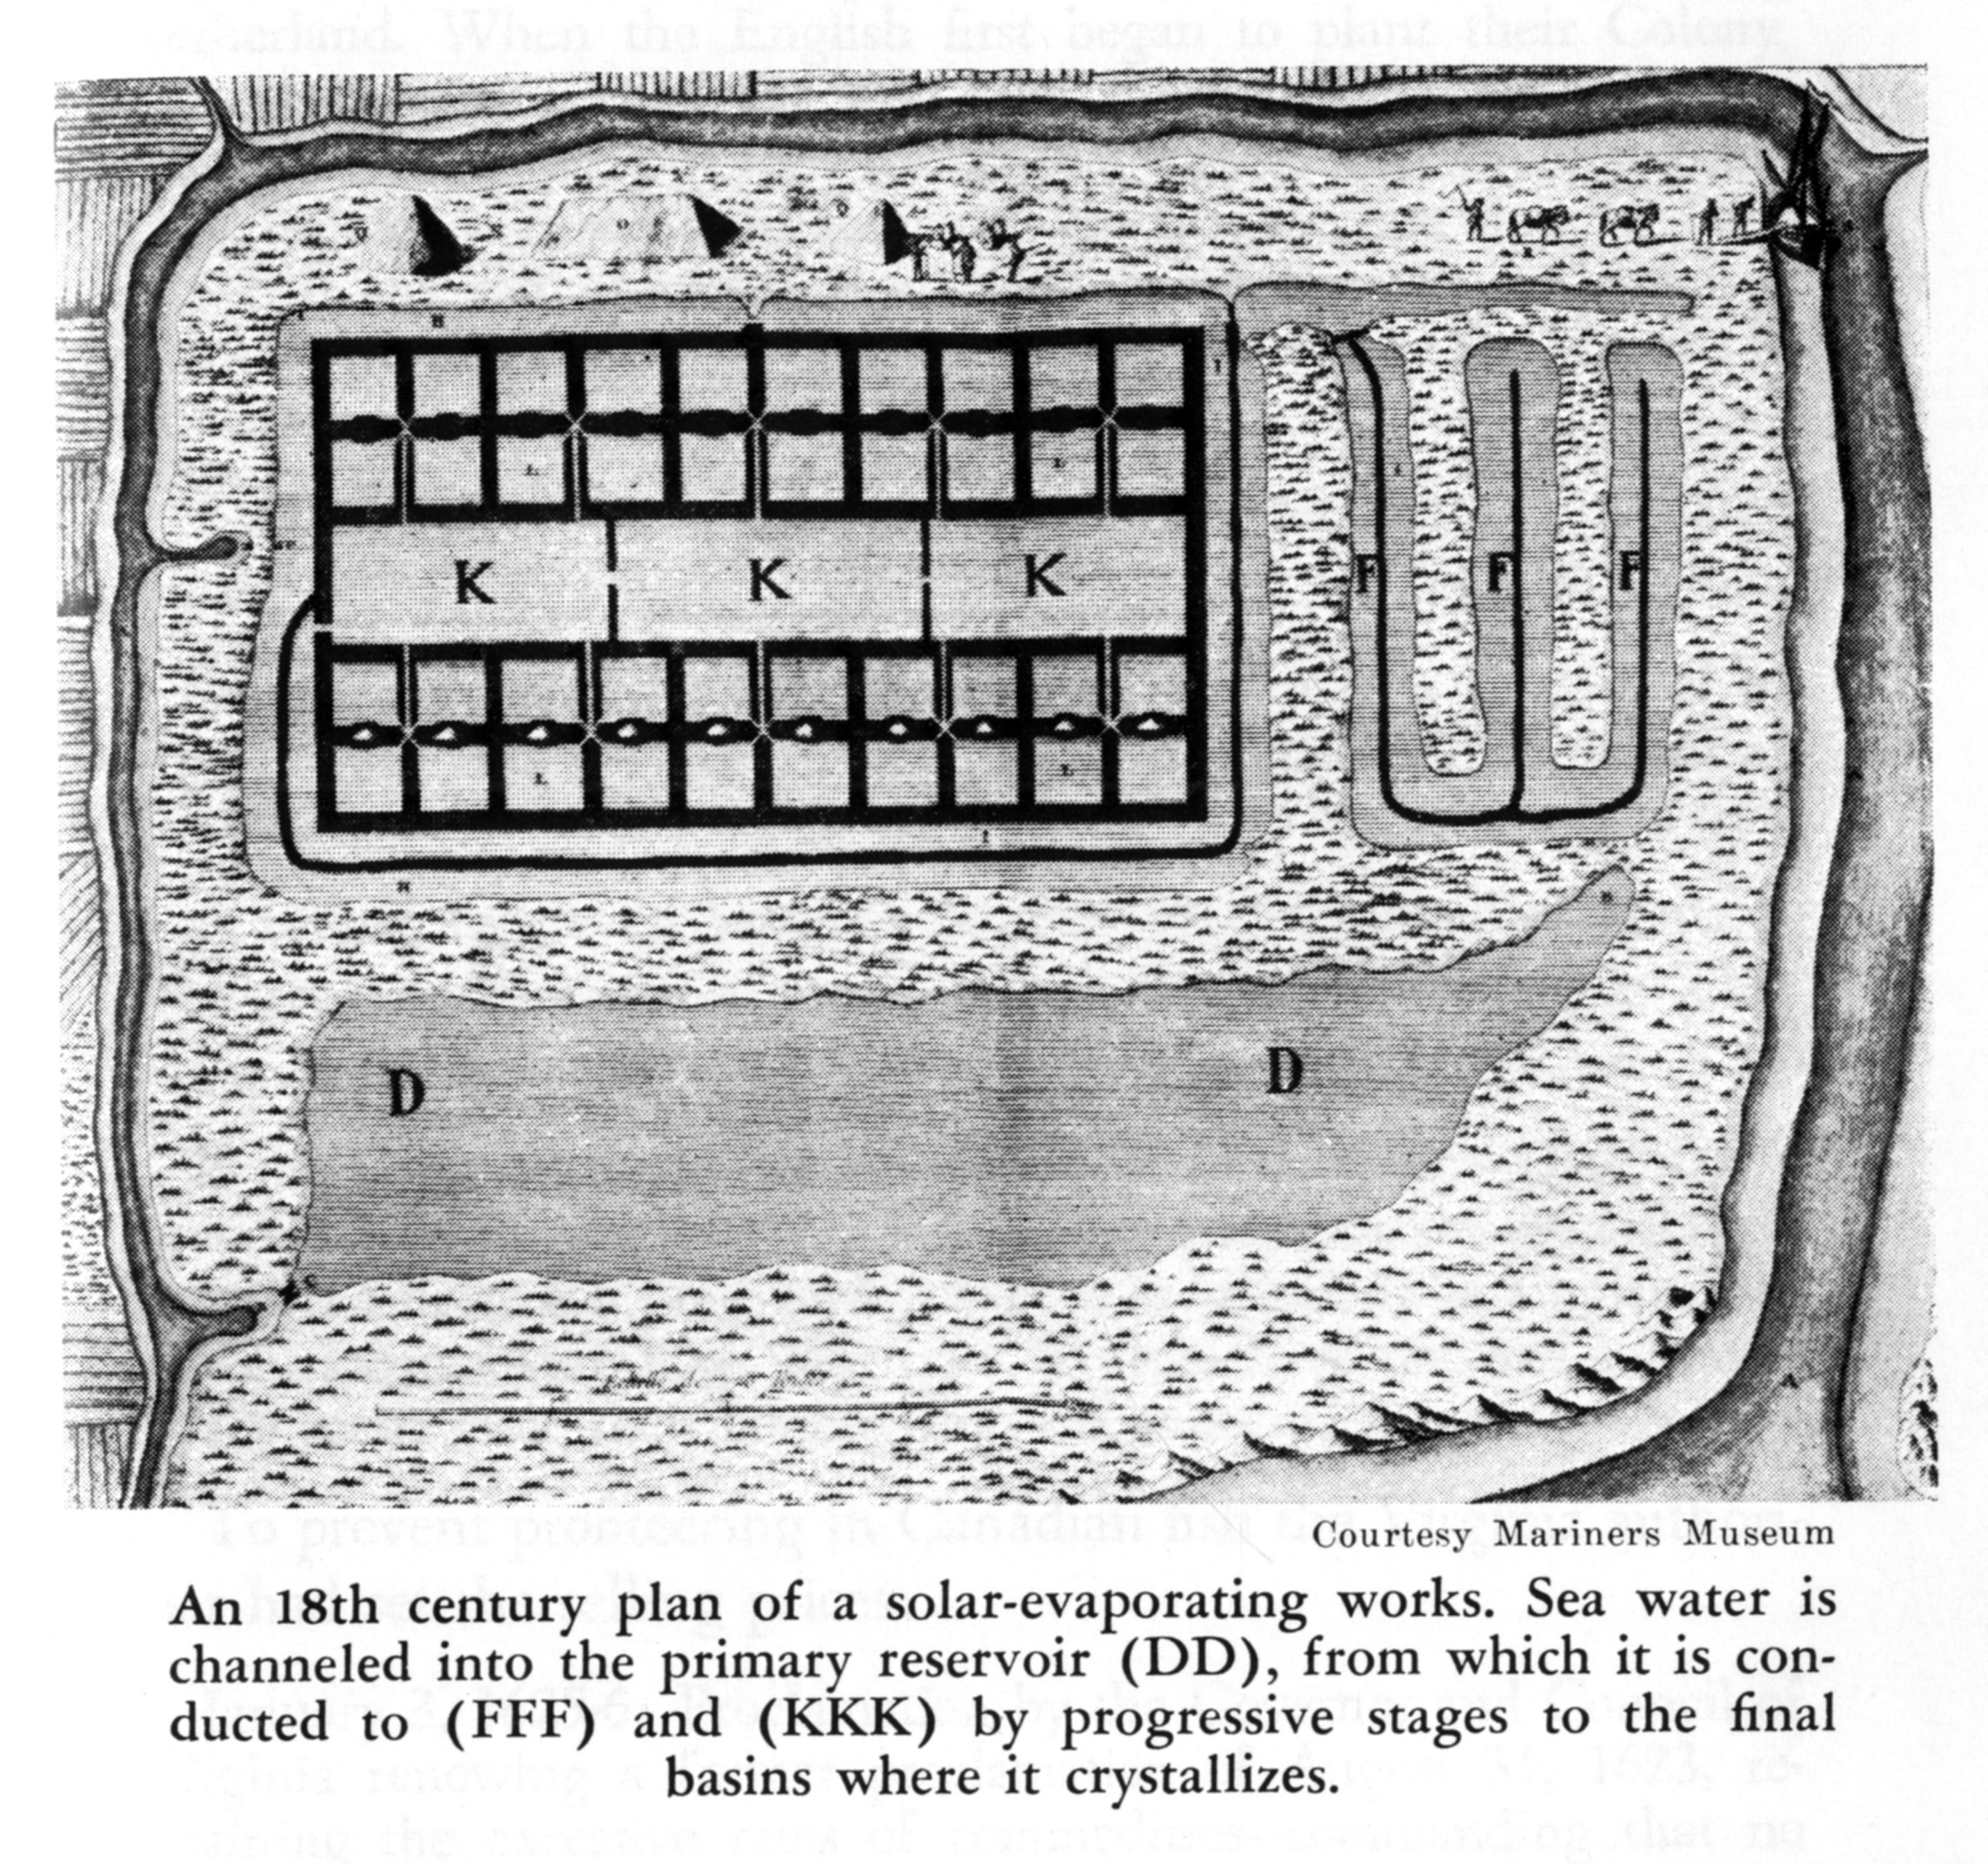 K K K
F F F
D D
Courtesy Mariners Museum
An 18th century plan of a solar-evaporating works. Sea water is
channeled into the primary reservoir (DD), from which it is con-
ducted to (FFF) and (KKK) by progressive stages to the final
basins where it crystallizes.